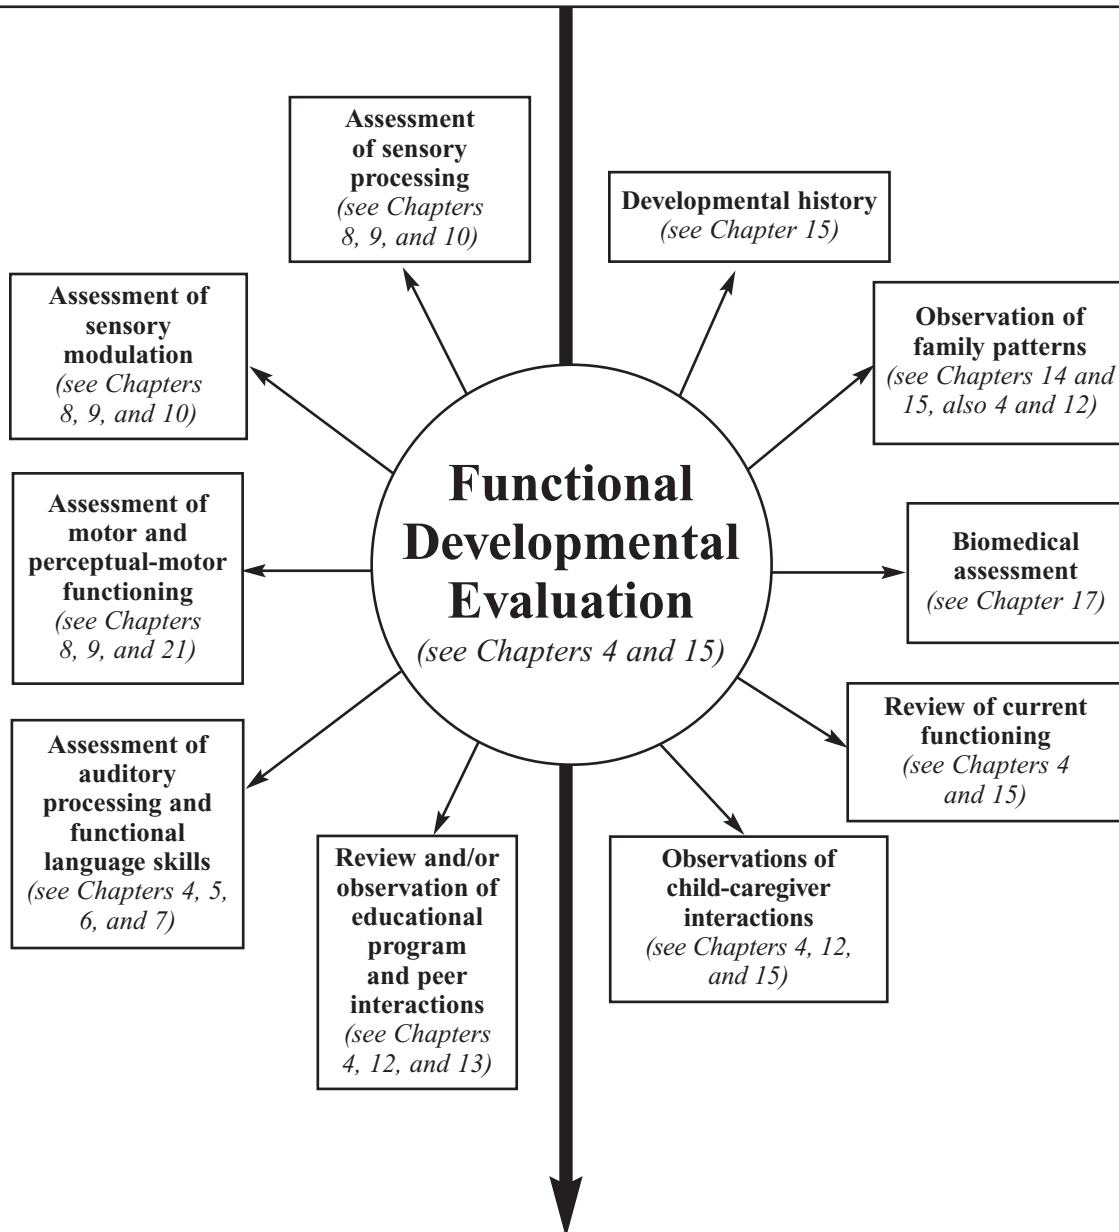 Assessment
of sensory
processing
(see Chapters
8, 9, and 10)
Developmental history
(see Chapter 15)
Assessment of
sensory
modulation
(see Chapters
8, 9, and 10)
Observation of
family patterns
(see Chapters 14 and
15, also 4 and 12)
Functional
Developmental
Evaluation
(see Chapters 4 and 15)
Assessment of
motor and
perceptual-motor
functioning
(see Chapters
8, 9, and 21)
Biomedical
assessment
(see Chapter 17)
Assessment of
auditory
processing and
functional
language skills
(see Chapters 4, 5,
6, and 7)
Review of current
functioning
(see Chapters 4
and 15)
Review and/or
observation of
educational
program
and peer
interactions
(see Chapters
4, 12, and 13)
Observations of
child-caregiver
interactions
(see Chapters 4, 12,
and 15)